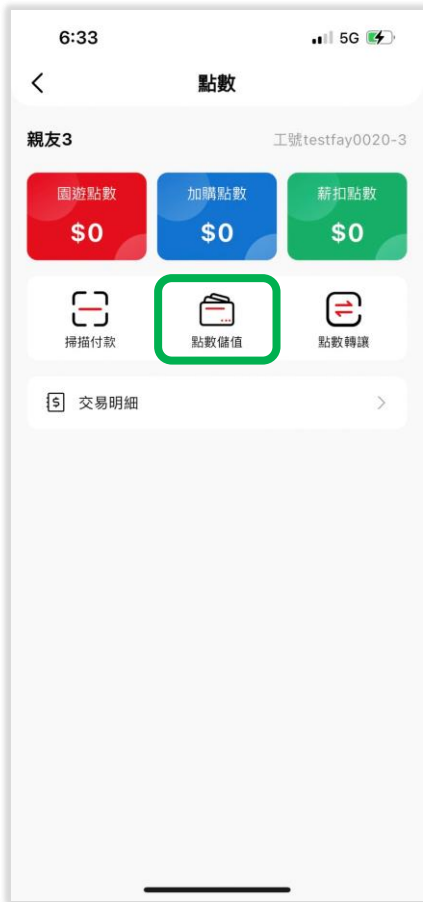 6:33 5G
點數
親友3 工號testfay0020-3
園遊點數 加購點數 薪扣點數
$0 $0 $0
掃描付款 點數儲值 點數轉讓
交易明細